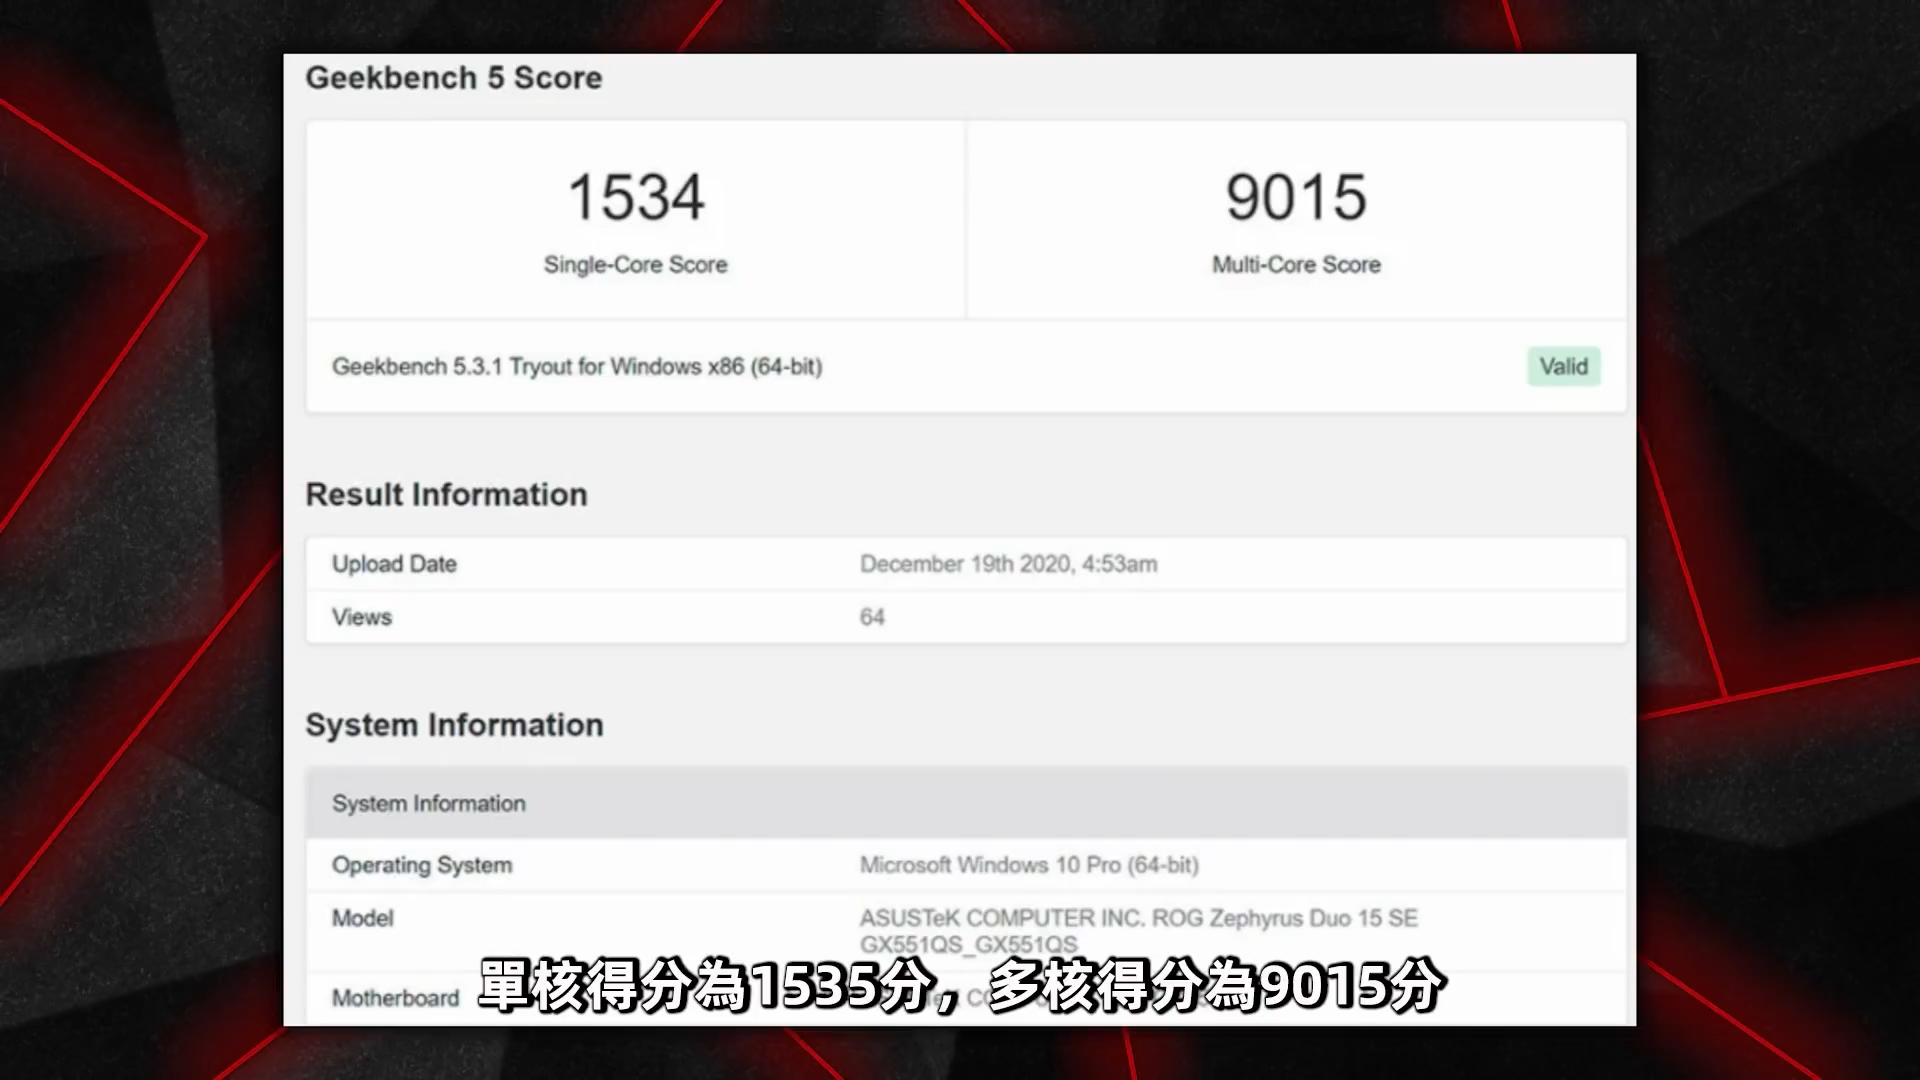 Geekbench 5 Score
1534
Single-Core Score
9015
Multi-Core Score
Geekbench 5.3.1 Tryout for Windows x86 (64-bit)
Valid
Result Information
Upload Date
December 19th 2020, 4:53am
Views
64
System Information
System Information
Operating System
Microsoft Windows 10 Pro (64-bit)
Model
ASUSTeK COMPUTER INC. ROG Zephyrus Duo 15 SE
GX551QS_GX551QS
Motherboard
單核得分為1535分，多核得分為9015分